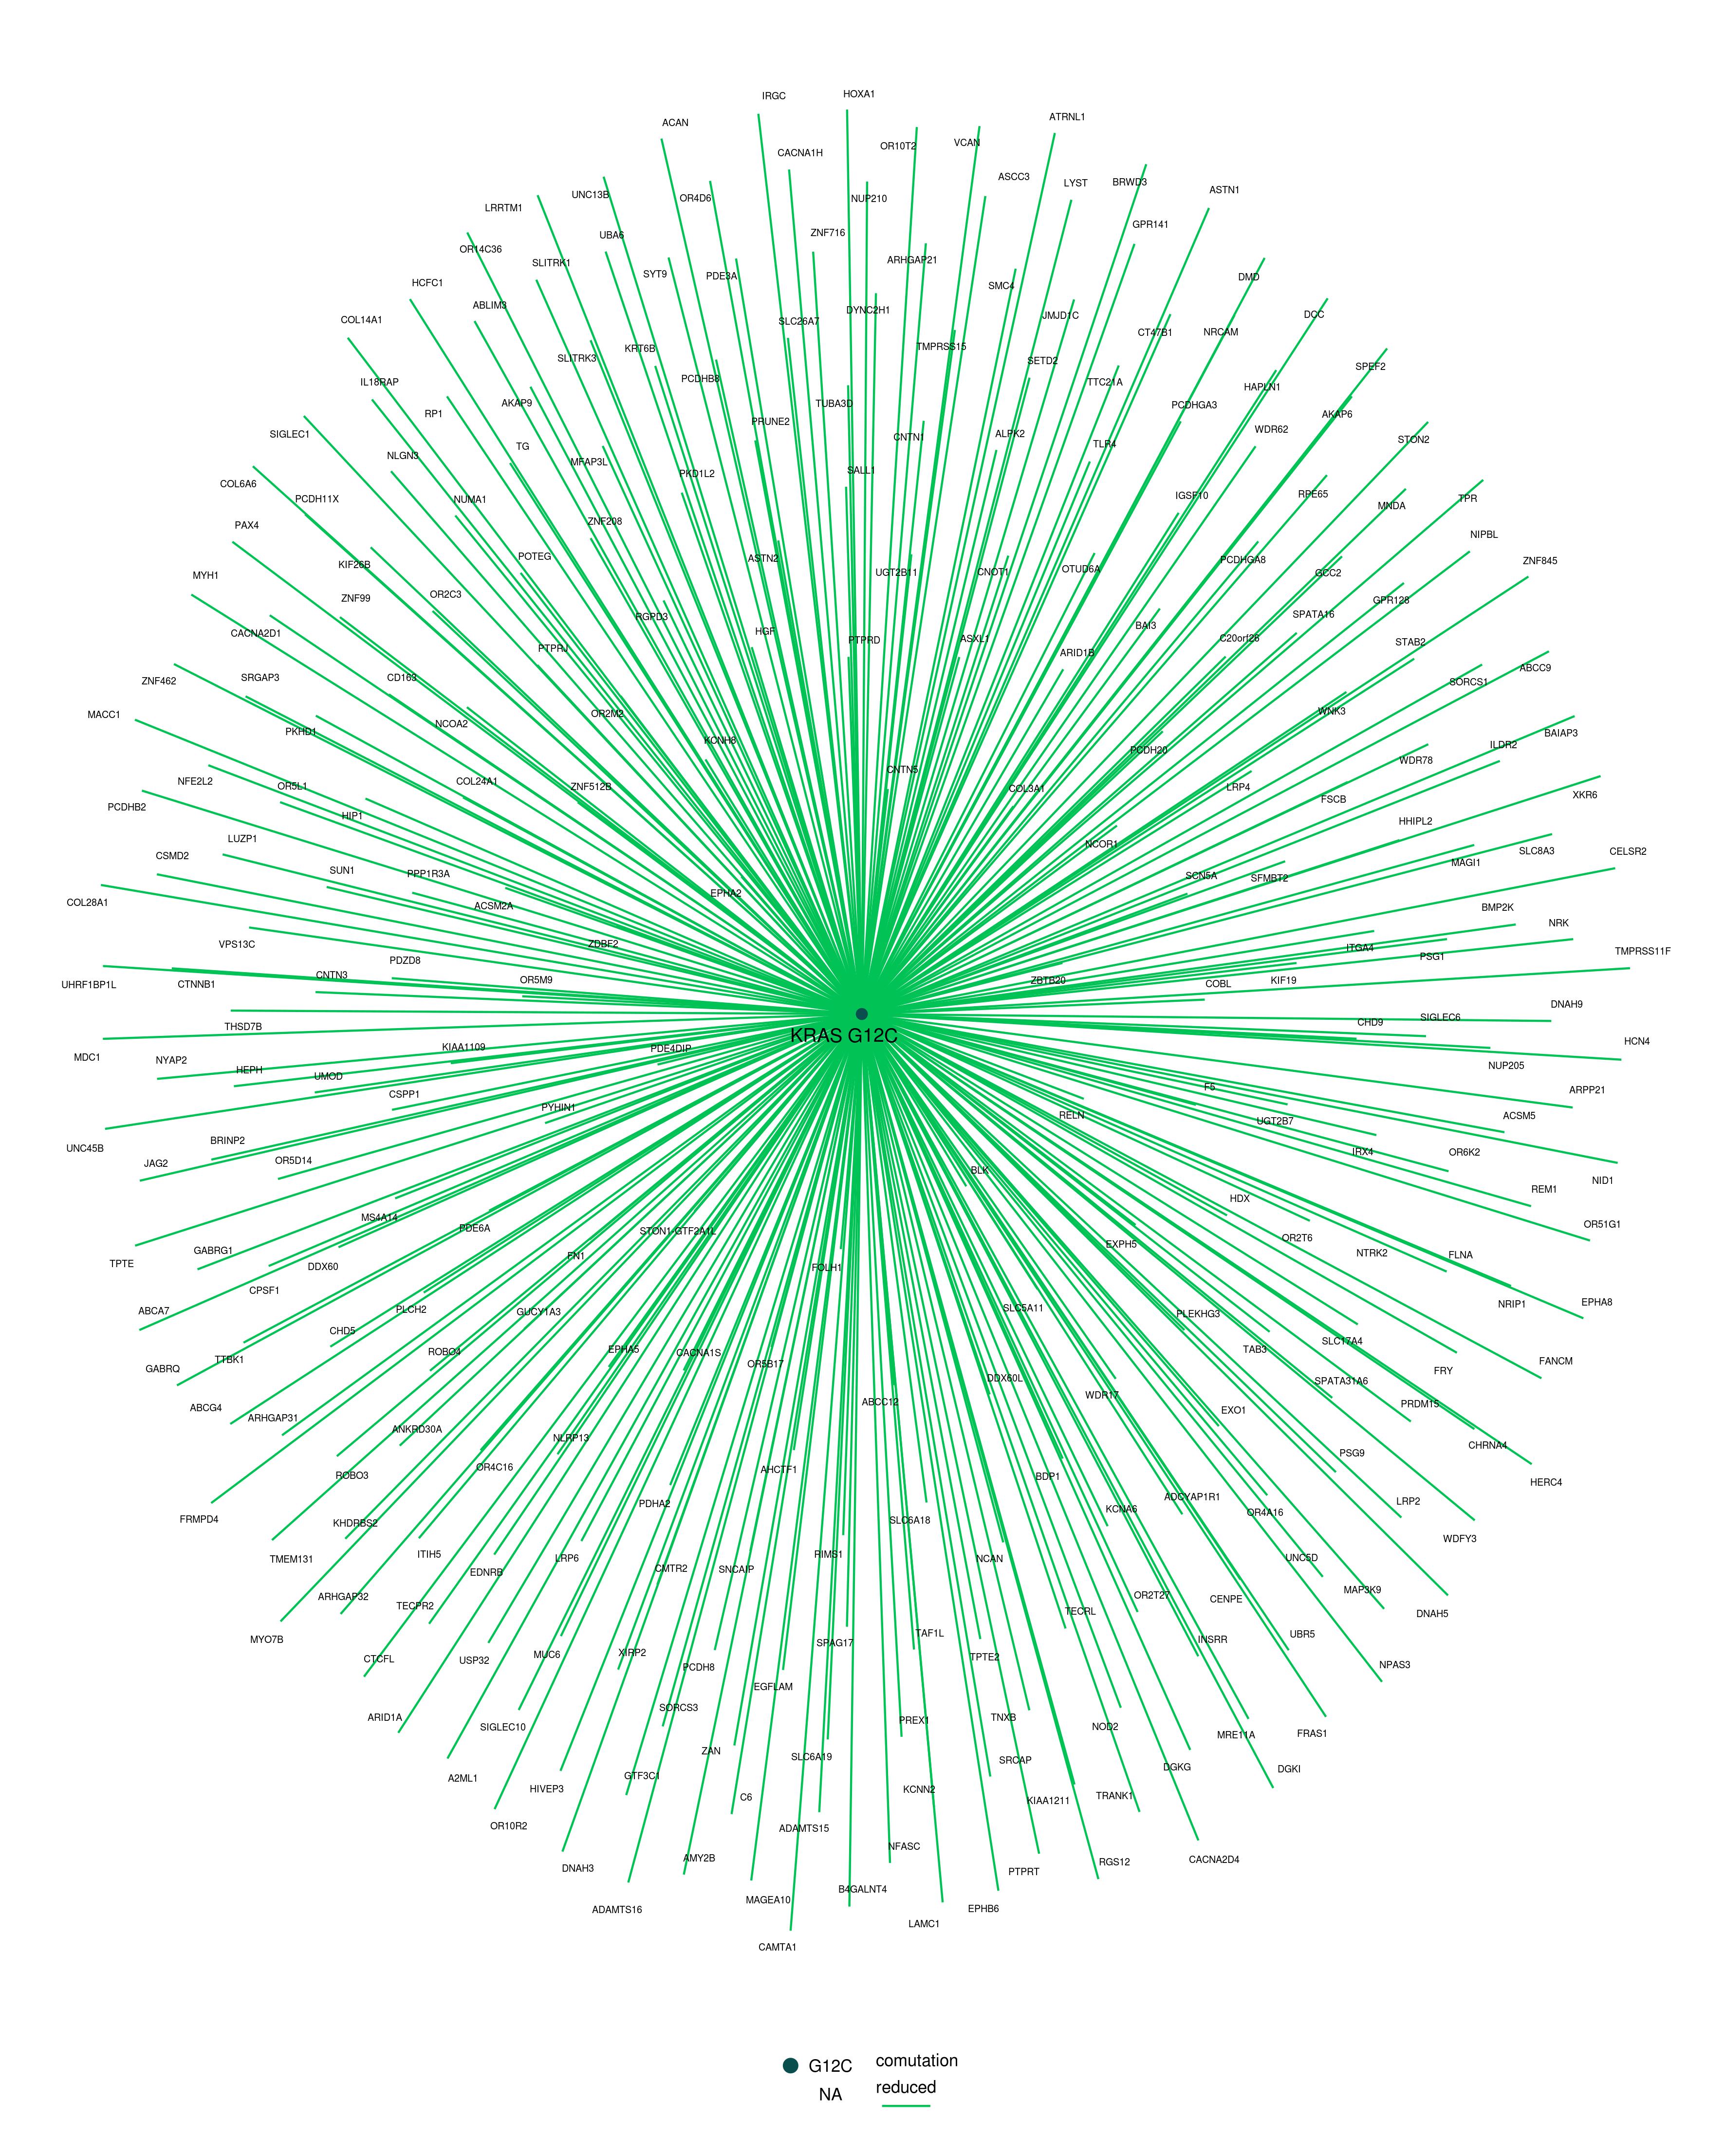 IRGC
HOXA1
ATRNL1
ACAN
VCAN
OR10T2
CACNA1H
ASCC3
LYST
BRWD3
ASTN1
UNC13B
OR4D6
NUP210
LRRTM1
GPR141
ZNF716
UBA6
OR14C36
ARHGAP21
SLITRK1
SYT9
PDE3A
DMD
HCFC1
SMC4
ABLIM3
DYNC2H1
JMJD1C
DCC
COL14A1
SLC26A7
CT47B1
NRCAM
TMPRSS15
KRT6B
SLITRK3
SETD2
SPEF2
IL18RAP
PCDHB8
TTC21A
HAPLN1
AKAP9
TUBA3D
PCDHGA3
RP1
AKAP6
PRUNE2
WDR62
SIGLEC1
CNTN1
ALPK2
STON2
TG
TLR4
NLGN3
MFAP3L
SALL1
PKD1L2
COL6A6
RPE65
IGSF10
PCDH11X
NUMA1
TPR
MNDA
ZNF208
PAX4
NIPBL
POTEG
ASTN2
PCDHGA8
ZNF845
KIF26B
UGT2B11
CNOT1
OTUD6A
GCC2
MYH1
OR2C3
ZNF99
GPR128
RGPD3
SPATA16
BAI3
CACNA2D1
HGF
PTPRD
ASXL1
C20orf26
STAB2
PTPRJ
ARID1B
ABCC9
SRGAP3
CD163
ZNF462
SORCS1
MACC1
OR2M2
WNK3
NCOA2
PKHD1
BAIAP3
KCNH8
ILDR2
PCDH20
WDR78
CNTN5
NFE2L2
COL24A1
OR5L1
ZNF512B
COL3A1
LRP4
XKR6
FSCB
PCDHB2
HIP1
HHIPL2
LUZP1
NCOR1
SLC8A3
CELSR2
CSMD2
MAGI1
SUN1
PPP1R3A
SCN5A
SFMBT2
EPHA2
COL28A1
ACSM2A
BMP2K
NRK
VPS13C
ZDBF2
ITGA4
TMPRSS11F
PSG1
PDZD8
CNTN3
OR5M9
ZBTB20
KIF19
COBL
UHRF1BP1L
CTNNB1
DNAH9
SIGLEC6
CHD9
THSD7B
KRAS G12C
HCN4
KIAA1109
PDE4DIP
MDC1
NYAP2
NUP205
HEPH
UMOD
F5
ARPP21
CSPP1
PYHIN1
RELN
ACSM5
UGT2B7
BRINP2
UNC45B
IRX4
OR6K2
JAG2
OR5D14
BLK
NID1
REM1
HDX
MS4A14
OR51G1
PDE6A
STON1-GTF2A1L
OR2T6
EXPH5
GABRG1
NTRK2
FLNA
FN1
TPTE
DDX60
FOLH1
CPSF1
EPHA8
NRIP1
SLC5A11
ABCA7
PLCH2
GUCY1A3
PLEKHG3
CHD5
SLC17A4
EPHA5
TAB3
ROBO4
CACNA1S
TTBK1
OR5B17
FANCM
GABRQ
FRY
DDX60L
SPATA31A6
WDR17
ABCC12
PRDM15
ABCG4
EXO1
ARHGAP31
ANKRD30A
NLRP13
CHRNA4
PSG9
OR4C16
AHCTF1
ROBO3
BDP1
HERC4
ADCYAP1R1
LRP2
PDHA2
KCNA6
OR4A16
FRMPD4
SLC6A18
KHDRBS2
WDFY3
ITIH5
RIMS1
LRP6
NCAN
UNC5D
TMEM131
CMTR2
SNCAIP
EDNRB
MAP3K9
OR2T27
ARHGAP32
CENPE
TECPR2
TECRL
DNAH5
TAF1L
UBR5
MYO7B
INSRR
SPAG17
XIRP2
MUC6
TPTE2
CTCFL
USP32
PCDH8
NPAS3
EGFLAM
SORCS3
ARID1A
TNXB
PREX1
SIGLEC10
NOD2
FRAS1
MRE11A
ZAN
SLC6A19
SRCAP
DGKG
DGKI
A2ML1
GTF3C1
HIVEP3
KCNN2
TRANK1
C6
KIAA1211
OR10R2
ADAMTS15
NFASC
AMY2B
CACNA2D4
RGS12
DNAH3
PTPRT
B4GALNT4
MAGEA10
EPHB6
ADAMTS16
LAMC1
CAMTA1
G12C
NA
comutation
reduced